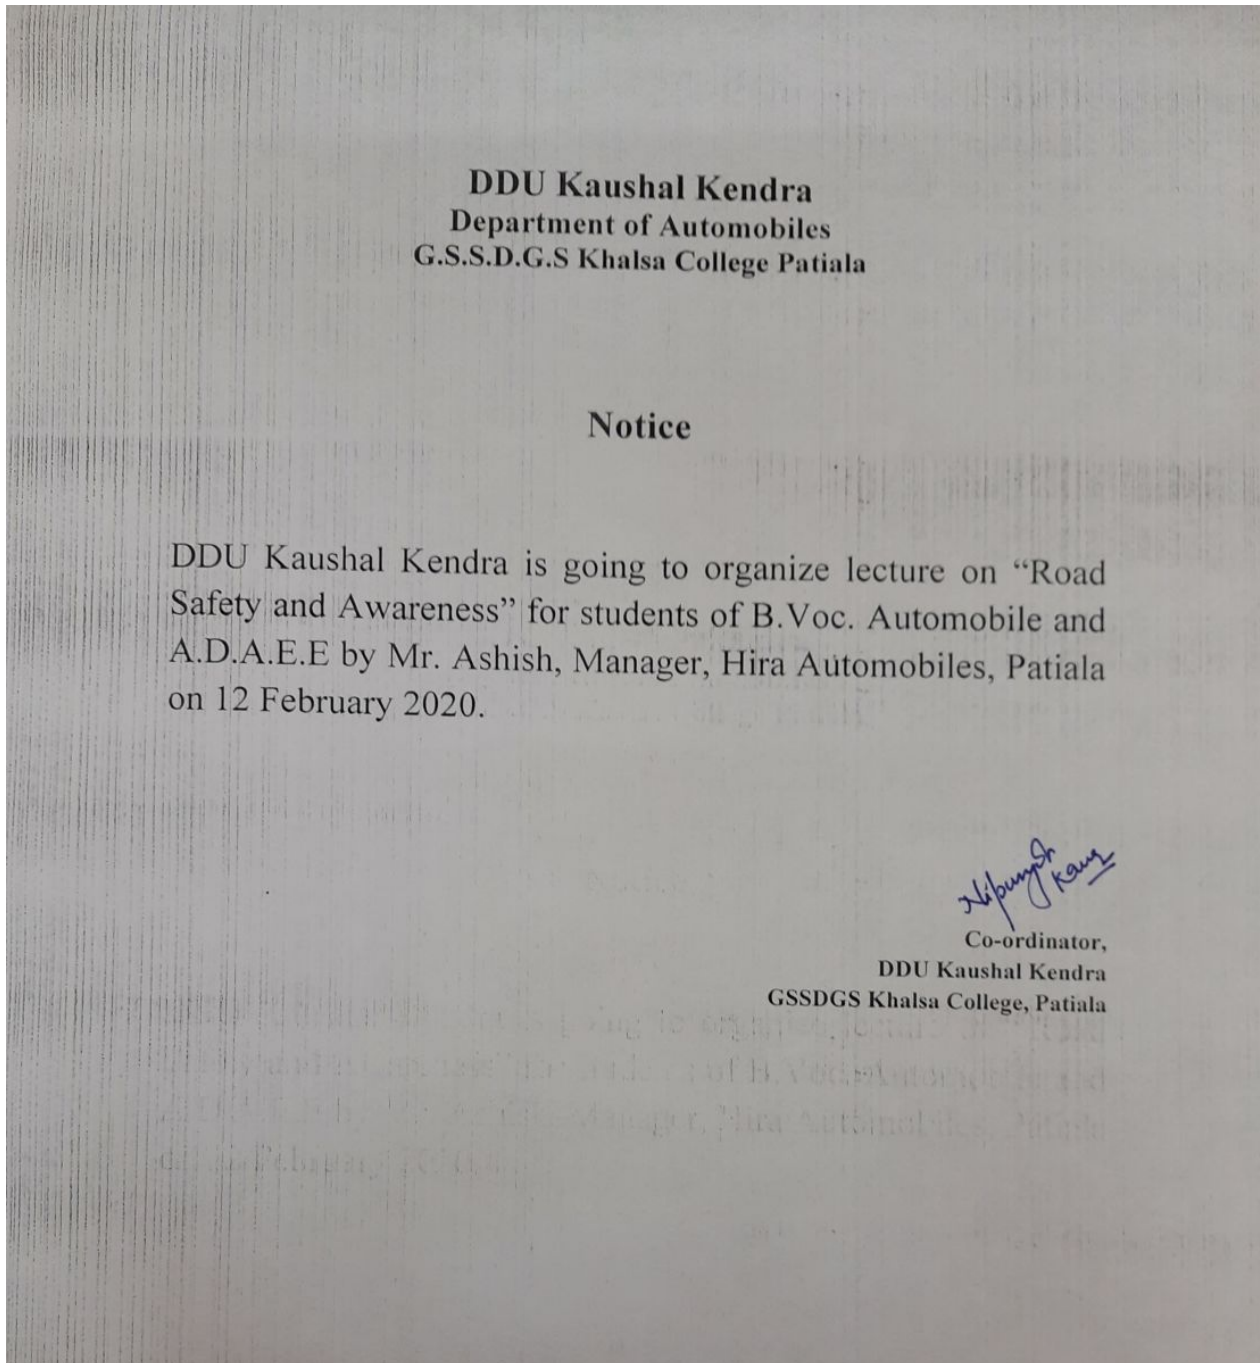 DDU Kaushal Kendra
Department of Automobiles
G.S.S.D.G.S Khalsa College Patiala
Notice
DDU Kaushal Kendra is going to organize lecture on “Road
Safety and Awareness” for students of B.Voc. Automobile and
A.D.A.E.E by Mr. Ashish, Manager, Hira Automobiles, Patiala
on 12 February 2020.
Kaur
Co-ordinator,
DDU Kaushal Kendra
GSSDGS Khalsa College, Patiala